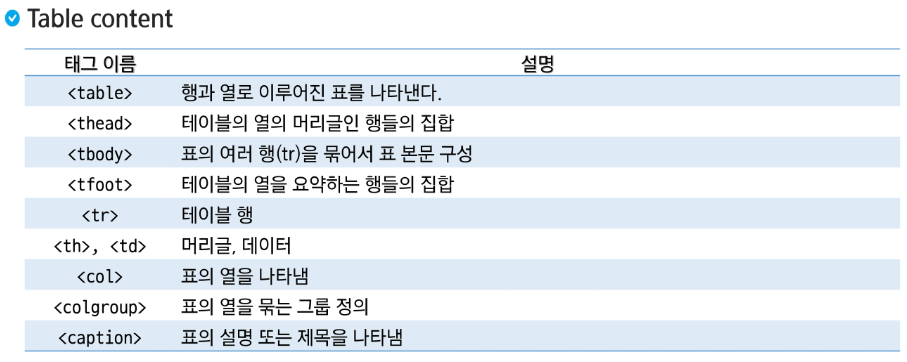 Table content
태그 이름 설명
<table> 행과 열로 이루어진 표를 나타낸다.
<thead> 테이블의 열의 머리글인 행들의 집합
<tbody> 표의 여러 행(tr)을 묶어서 표 본문 구성
<tfoot> 테이블의 열을 요약하는 행들의 집합
<tr> 테이블 행
<th>, <td> 머리글, 데이터
<col> 표의 열을 나타냄
<colgroup> 표의 열을 묶는 그룹 정의
<caption> 표의 설명 또는 제목을 나타냄